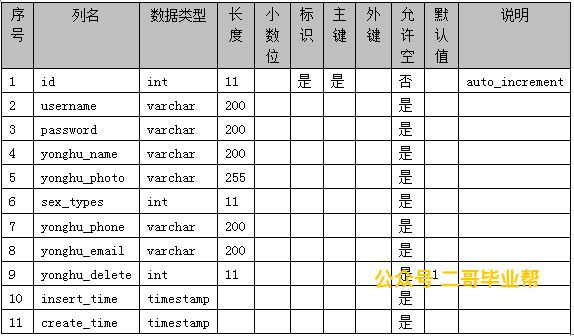 序号 列名 数据类型 长度 小数位 标识 主键 外键 允许空 默认值 说明
1 id int 11 是 是 否 auto_increment
2 username varchar 200 是
3 password varchar 200 是
4 yonghu_name varchar 200 是
5 yonghu_photo varchar 255 是
6 sex_types int 11 是
7 yonghu_phone varchar 200 是
8 yonghu_email varchar 200 是
9 yonghu_delete int 11 是 1
公众号 二哥毕业帮
10 insert_time timestamp 是
11 create_time timestamp 是